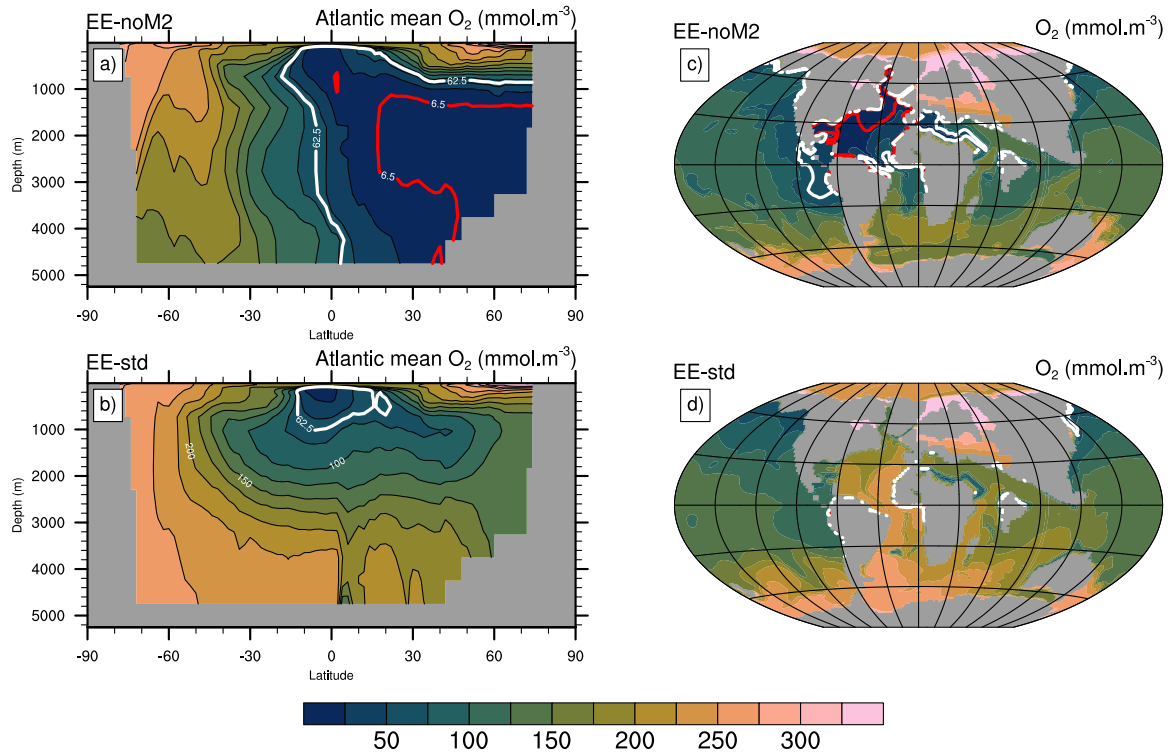 EE-noM2 Atlantic mean O2 (mmol.m-3)
a)
62.5
6.5
62.5
6.5
6.5
1000
2000
3000
4000
5000
Depth (m)
-90 -60 -30 0 30 60 90
Latitude
EE-noM2 O2 (mmol.m-3)
c)
EE-std Atlantic mean O2 (mmol.m-3)
b)
62.5
200
150
100
1000
2000
3000
4000
5000
Depth (m)
-90 -60 -30 0 30 60 90
Latitude
EE-std O2 (mmol.m-3)
d)
50 100 150 200 250 300